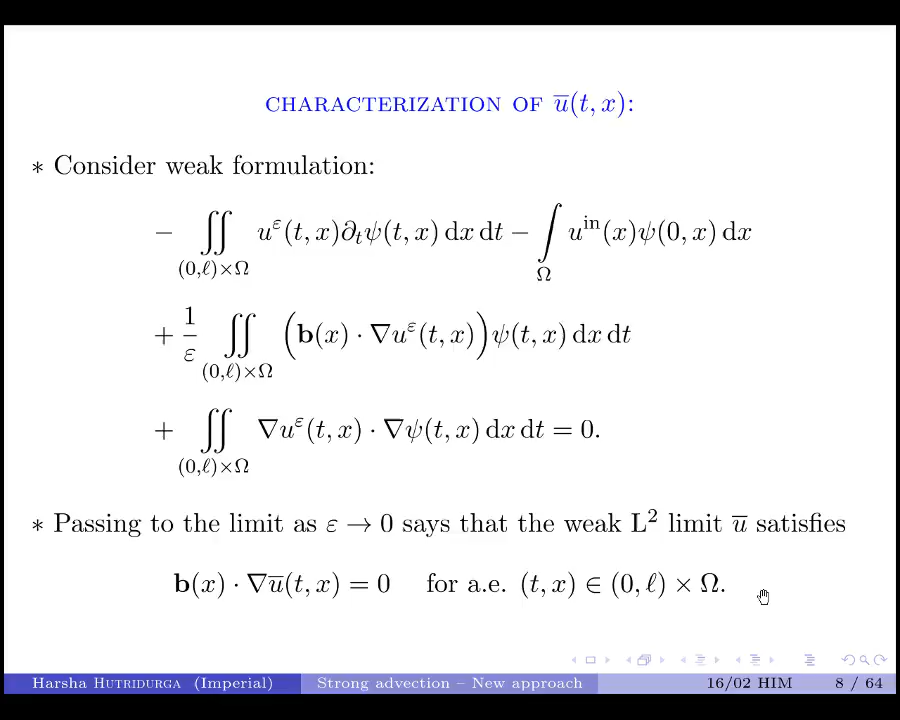 CHARACTERIZATION OF u̅(t, x):
∗ Consider weak formulation:
− ∬_{(0,ℓ)×Ω} u^ε(t, x)∂_tψ(t, x) dx dt − ∫_Ω u^{in}(x)ψ(0, x) dx
+ 1/ε ∬_{(0,ℓ)×Ω} (b(x) · ∇u^ε(t, x))ψ(t, x) dx dt
+ ∬_{(0,ℓ)×Ω} ∇u^ε(t, x) · ∇ψ(t, x) dx dt = 0.
∗ Passing to the limit as ε → 0 says that the weak L² limit u̅ satisfies
b(x) · ∇u̅(t, x) = 0 for a.e. (t, x) ∈ (0, ℓ) × Ω.
Harsha HUTRIDURGA (Imperial) Strong advection – New approach 16/02 HIM 8 / 64